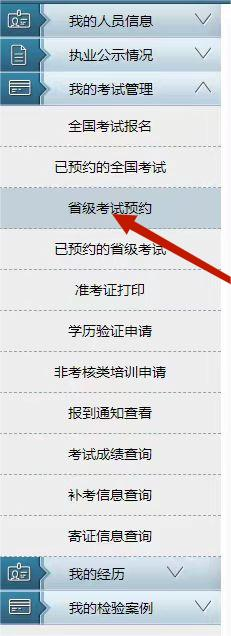 我的人员信息
执业公示情况
我的考试管理
全国考试报名
已预约的全国考试
省级考试预约
已预约的省级考试
准考证打印
学历验证申请
非考核类培训申请
报到通知查看
考试成绩查询
补考信息查询
寄证信息查询
我的经历
我的检验案例